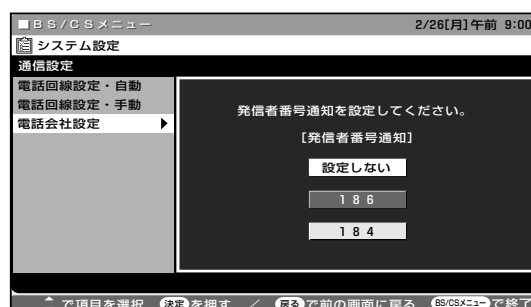 ■BS/CSメニュー 2/26[月]午前 9:00
システム設定
通信設定
電話回線設定・自動
電話回線設定・手動
電話会社設定 ▶
発信者番号通知を設定してください。
[発信者番号通知]
設定しない
186
184
で項目を選択 決定を押す / 戻るで前の画面に戻る BS/CSメニューで終了